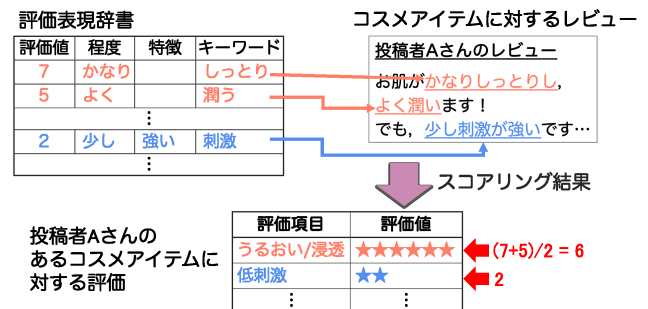 評価表現辞書
評価値 程度 特徴 キーワード
7 かなり しっとり
5 よく 潤う
⋮
2 少し 強い 刺激
⋮
コスメアイテムに対するレビュー
投稿者Aさんのレビュー
お肌がかなりしっとりし，
よく潤います！
でも，少し刺激が強いです…
スコアリング結果
投稿者Aさんの
あるコスメアイテムに
対する評価
評価項目 評価値
うるおい/浸透 ★★★★★★
低刺激 ★★
⋮ ⋮
(7+5)/2 = 6
2